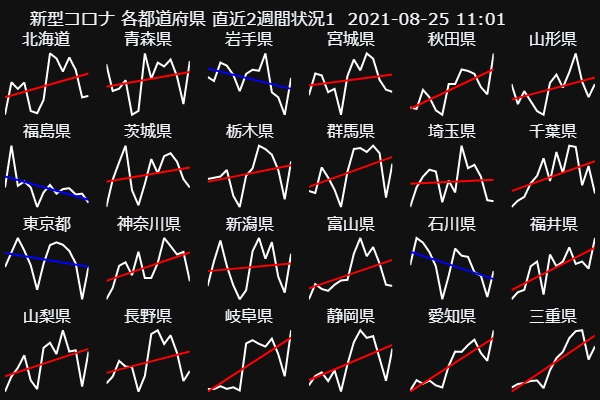 新型コロナ 各都道府県 直近2週間状況1 2021-08-25 11:01
北海道 青森県 岩手県 宮城県 秋田県 山形県
福島県 茨城県 栃木県 群馬県 埼玉県 千葉県
東京都 神奈川県 新潟県 富山県 石川県 福井県
山梨県 長野県 岐阜県 静岡県 愛知県 三重県